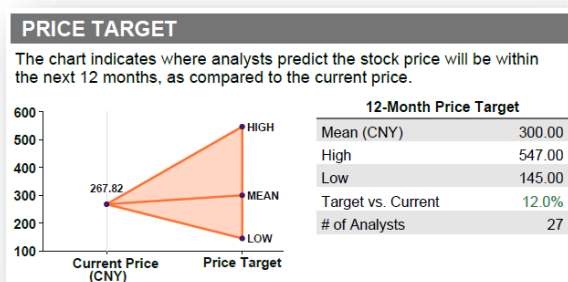 PRICE TARGET
The chart indicates where analysts predict the stock price will be within
the next 12 months, as compared to the current price.
600
500
400
300
200
100
267.82
HIGH
MEAN
LOW
Current Price
(CNY)
Price Target
12-Month Price Target
Mean (CNY) 300.00
High 547.00
Low 145.00
Target vs. Current 12.0%
# of Analysts 27